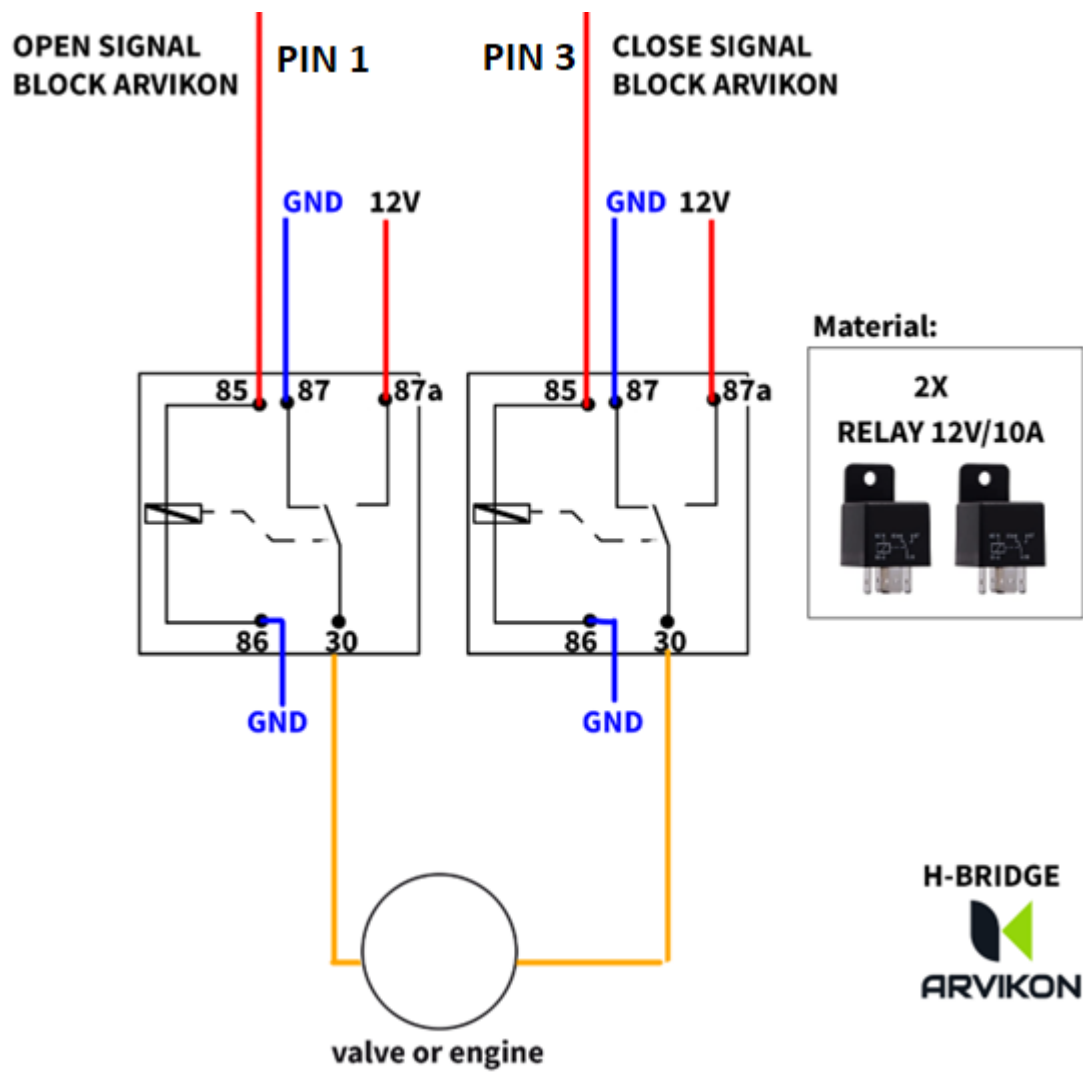 OPEN SIGNAL
BLOCK ARVIKON
PIN 1
PIN 3
CLOSE SIGNAL
BLOCK ARVIKON
GND
12V
GND
12V
85
87
87a
85
87
87a
86
30
86
30
GND
GND
Material:
2X
RELAY 12V/10A
H-BRIDGE
ARVIKON
valve or engine